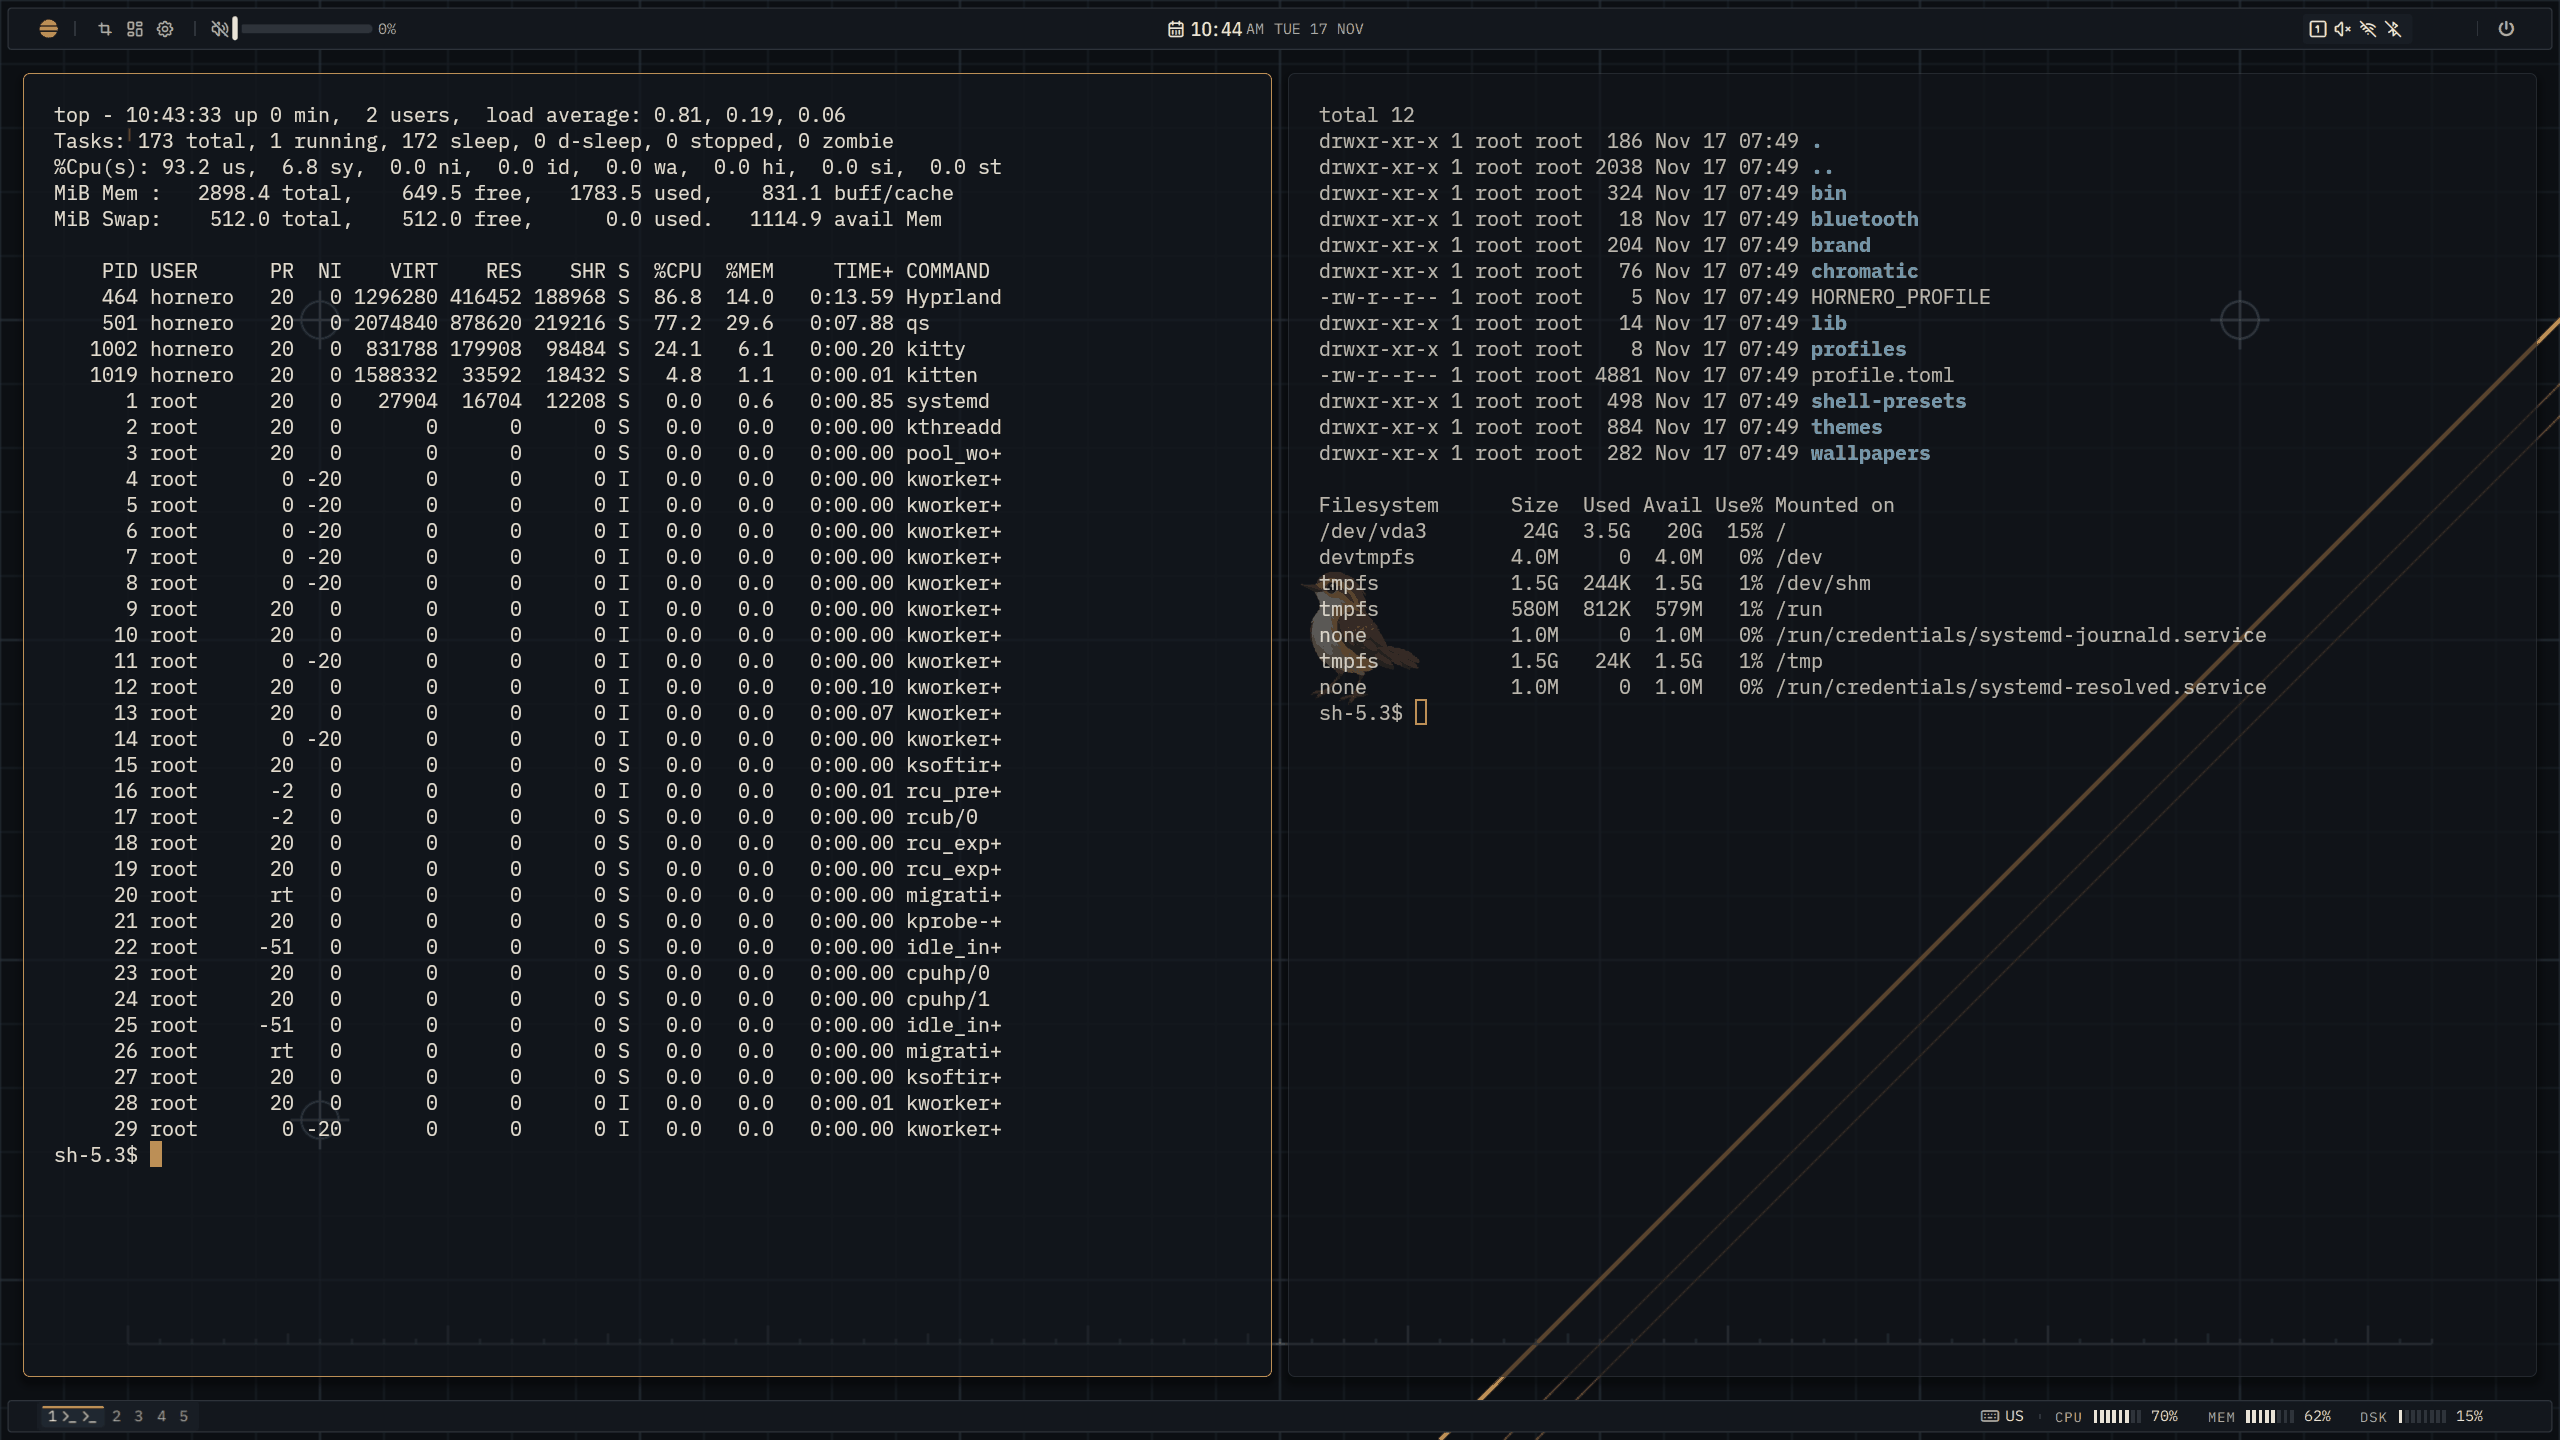 0%
10:44 AM TUE 17 NOV
1
top - 10:43:33 up 0 min,  2 users,  load average: 0.81, 0.19, 0.06
Tasks: 173 total, 1 running, 172 sleep, 0 d-sleep, 0 stopped, 0 zombie
%Cpu(s): 93.2 us,  6.8 sy,  0.0 ni,  0.0 id,  0.0 wa,  0.0 hi,  0.0 si,  0.0 st
MiB Mem :   2898.4 total,    649.5 free,   1783.5 used,    831.1 buff/cache
MiB Swap:    512.0 total,    512.0 free,      0.0 used.   1114.9 avail Mem
PID USER      PR  NI    VIRT    RES    SHR S  %CPU  %MEM     TIME+ COMMAND
464 hornero   20   0 1296280 416452 188968 S  86.8  14.0   0:13.59 Hyprland
501 hornero   20   0 2074840 878620 219216 S  77.2  29.6   0:07.88 qs
1002 hornero   20   0  831788 179908  98484 S  24.1   6.1   0:00.20 kitty
1019 hornero   20   0 1588332  33592  18432 S   4.8   1.1   0:00.01 kitten
1 root      20   0   27904  16704  12208 S   0.0   0.6   0:00.85 systemd
2 root      20   0       0      0      0 S   0.0   0.0   0:00.00 kthreadd
3 root      20   0       0      0      0 S   0.0   0.0   0:00.00 pool_wo+
4 root       0 -20       0      0      0 I   0.0   0.0   0:00.00 kworker+
5 root       0 -20       0      0      0 I   0.0   0.0   0:00.00 kworker+
6 root       0 -20       0      0      0 I   0.0   0.0   0:00.00 kworker+
7 root       0 -20       0      0      0 I   0.0   0.0   0:00.00 kworker+
8 root       0 -20       0      0      0 I   0.0   0.0   0:00.00 kworker+
9 root      20   0       0      0      0 I   0.0   0.0   0:00.00 kworker+
10 root      20   0       0      0      0 I   0.0   0.0   0:00.00 kworker+
11 root       0 -20       0      0      0 I   0.0   0.0   0:00.00 kworker+
12 root      20   0       0      0      0 I   0.0   0.0   0:00.10 kworker+
13 root      20   0       0      0      0 I   0.0   0.0   0:00.07 kworker+
14 root       0 -20       0      0      0 I   0.0   0.0   0:00.00 kworker+
15 root      20   0       0      0      0 S   0.0   0.0   0:00.00 ksoftir+
16 root      -2   0       0      0      0 I   0.0   0.0   0:00.01 rcu_pre+
17 root      -2   0       0      0      0 S   0.0   0.0   0:00.00 rcub/0
18 root      20   0       0      0      0 S   0.0   0.0   0:00.00 rcu_exp+
19 root      20   0       0      0      0 S   0.0   0.0   0:00.00 rcu_exp+
20 root      rt   0       0      0      0 S   0.0   0.0   0:00.00 migrati+
21 root      20   0       0      0      0 S   0.0   0.0   0:00.00 kprobe-+
22 root     -51   0       0      0      0 S   0.0   0.0   0:00.00 idle_in+
23 root      20   0       0      0      0 S   0.0   0.0   0:00.00 cpuhp/0
24 root      20   0       0      0      0 S   0.0   0.0   0:00.00 cpuhp/1
25 root     -51   0       0      0      0 S   0.0   0.0   0:00.00 idle_in+
26 root      rt   0       0      0      0 S   0.0   0.0   0:00.00 migrati+
27 root      20   0       0      0      0 S   0.0   0.0   0:00.00 ksoftir+
28 root      20   0       0      0      0 I   0.0   0.0   0:00.01 kworker+
29 root       0 -20       0      0      0 I   0.0   0.0   0:00.00 kworker+
sh-5.3$
total 12
drwxr-xr-x 1 root root  186 Nov 17 07:49 .
drwxr-xr-x 1 root root 2038 Nov 17 07:49 ..
drwxr-xr-x 1 root root  324 Nov 17 07:49 bin
drwxr-xr-x 1 root root   18 Nov 17 07:49 bluetooth
drwxr-xr-x 1 root root  204 Nov 17 07:49 brand
drwxr-xr-x 1 root root   76 Nov 17 07:49 chromatic
-rw-r--r-- 1 root root    5 Nov 17 07:49 HORNERO_PROFILE
drwxr-xr-x 1 root root   14 Nov 17 07:49 lib
drwxr-xr-x 1 root root    8 Nov 17 07:49 profiles
-rw-r--r-- 1 root root 4881 Nov 17 07:49 profile.toml
drwxr-xr-x 1 root root  498 Nov 17 07:49 shell-presets
drwxr-xr-x 1 root root  884 Nov 17 07:49 themes
drwxr-xr-x 1 root root  282 Nov 17 07:49 wallpapers
Filesystem      Size  Used Avail Use% Mounted on
/dev/vda3        24G  3.5G   20G  15% /
devtmpfs        4.0M     0  4.0M   0% /dev
tmpfs           1.5G  244K  1.5G   1% /dev/shm
tmpfs           580M  812K  579M   1% /run
none            1.0M     0  1.0M   0% /run/credentials/systemd-journald.service
tmpfs           1.5G   24K  1.5G   1% /tmp
none            1.0M     0  1.0M   0% /run/credentials/systemd-resolved.service
sh-5.3$
1 2 3 4 5
US CPU 70% MEM 62% DSK 15%